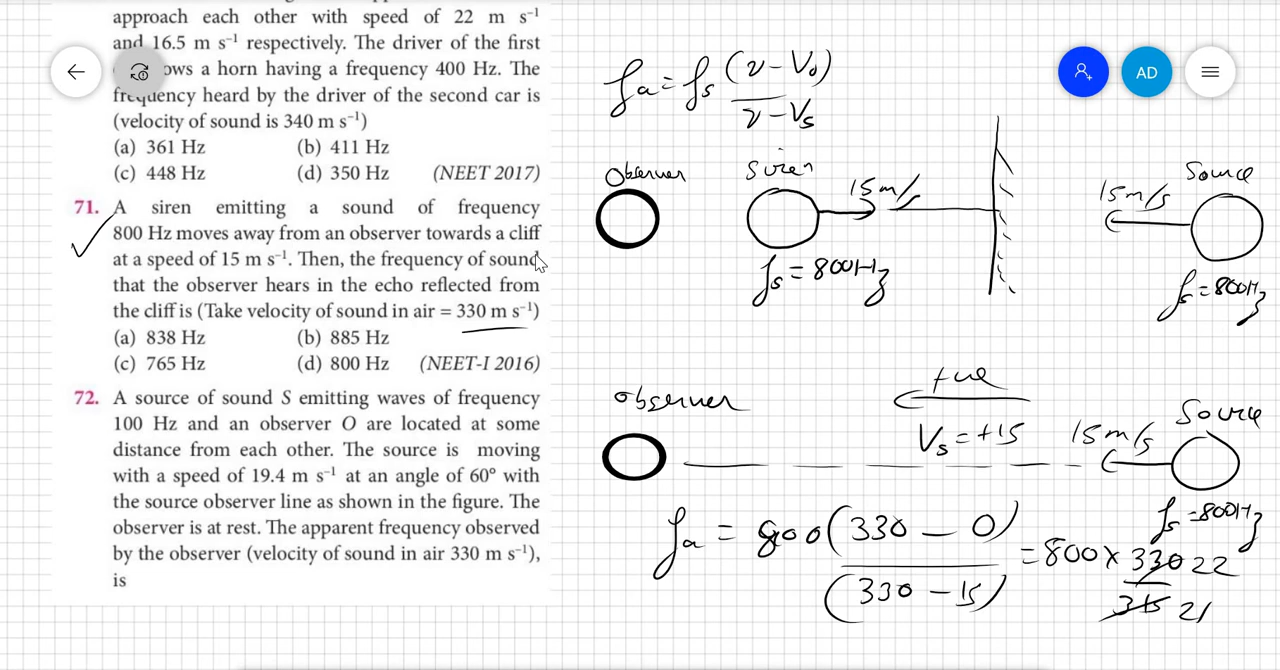 approach each other with speed of 22 m s⁻¹
and 16.5 m s⁻¹ respectively. The driver of the first
ows a horn having a frequency 400 Hz. The
frequency heard by the driver of the second car is
(velocity of sound is 340 m s⁻¹)
(a) 361 Hz (b) 411 Hz
(c) 448 Hz (d) 350 Hz (NEET 2017)
71. A siren emitting a sound of frequency
800 Hz moves away from an observer towards a cliff
at a speed of 15 m s⁻¹. Then, the frequency of sound
that the observer hears in the echo reflected from
the cliff is (Take velocity of sound in air = 330 m s⁻¹)
(a) 838 Hz (b) 885 Hz
(c) 765 Hz (d) 800 Hz (NEET-I 2016)
72. A source of sound S emitting waves of frequency
100 Hz and an observer O are located at some
distance from each other. The source is moving
with a speed of 19.4 m s⁻¹ at an angle of 60° with
the source observer line as shown in the figure. The
observer is at rest. The apparent frequency observed
by the observer (velocity of sound in air 330 m s⁻¹),
is
AD
fa = fs (v - Vo)
v - Vs
Observer Siren 15m/s
fs = 800Hz
Source
15m/s
fs = 800Hz
observer
+ve
Vs = +15
15m/s
Source
fs = 800Hz
fa = 800 (330 - 0)
(330 - 15)
= 800 × 330 22
315 21